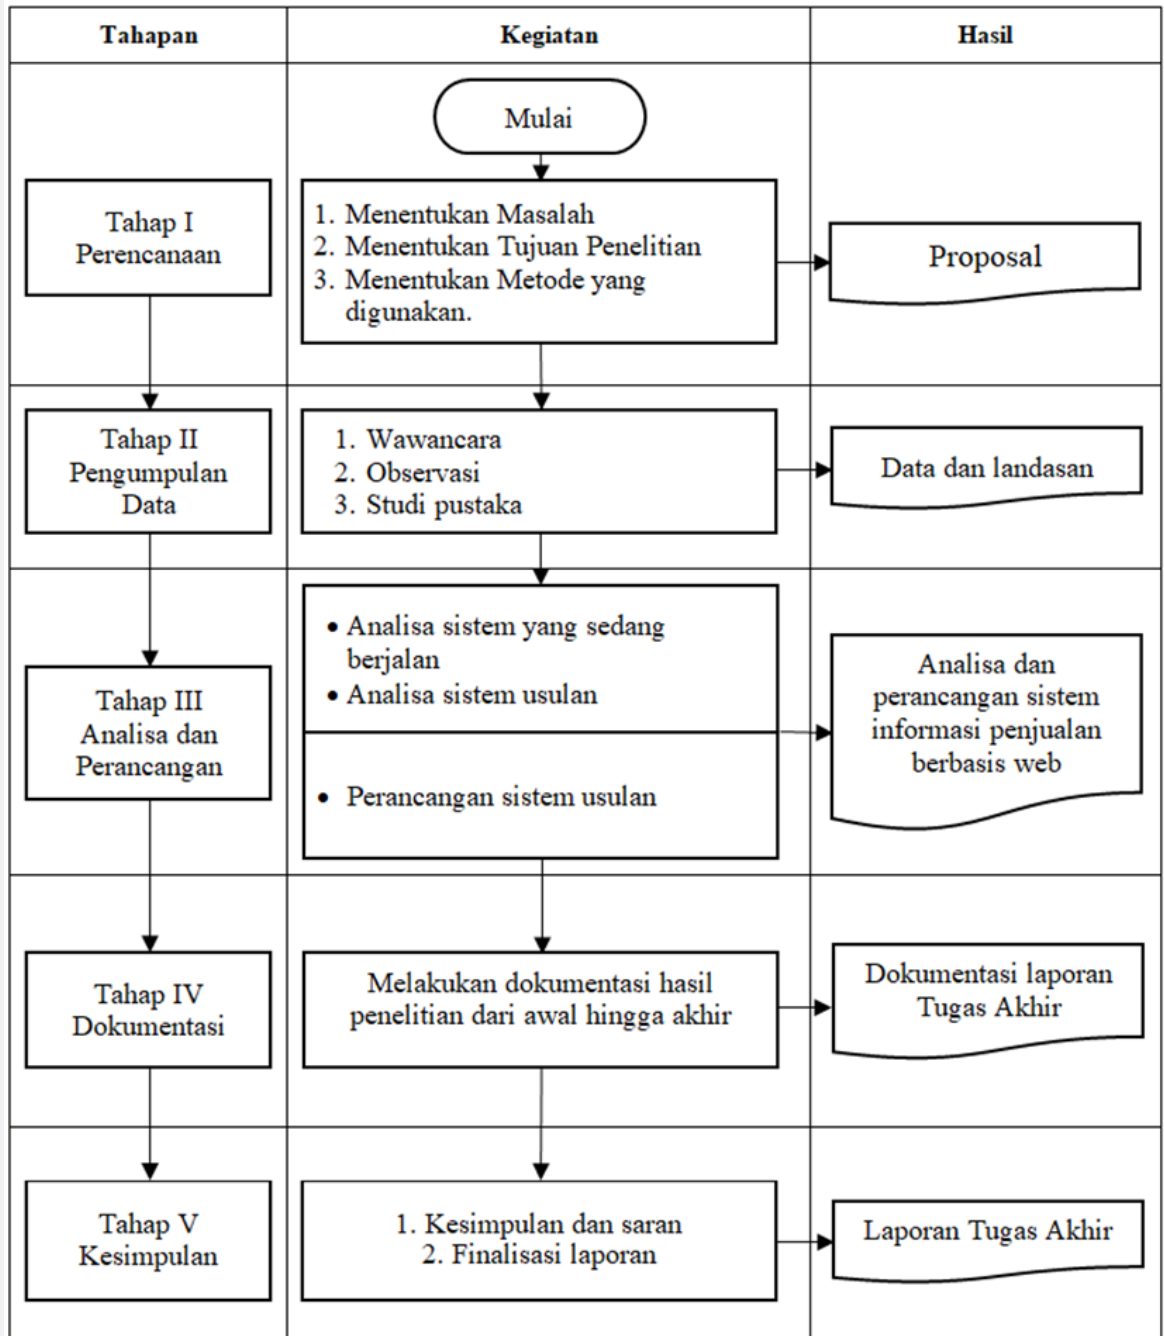 Tahapan
Kegiatan
Hasil
Mulai
Tahap I
Perencanaan
1. Menentukan Masalah
2. Menentukan Tujuan Penelitian
3. Menentukan Metode yang
digunakan.
Proposal
Tahap II
Pengumpulan
Data
1. Wawancara
2. Observasi
3. Studi pustaka
Data dan landasan
Tahap III
Analisa dan
Perancangan
• Analisa sistem yang sedang
berjalan
• Analisa sistem usulan
• Perancangan sistem usulan
Analisa dan
perancangan sistem
informasi penjualan
berbasis web
Tahap IV
Dokumentasi
Melakukan dokumentasi hasil
penelitian dari awal hingga akhir
Dokumentasi laporan
Tugas Akhir
Tahap V
Kesimpulan
1. Kesimpulan dan saran
2. Finalisasi laporan
Laporan Tugas Akhir